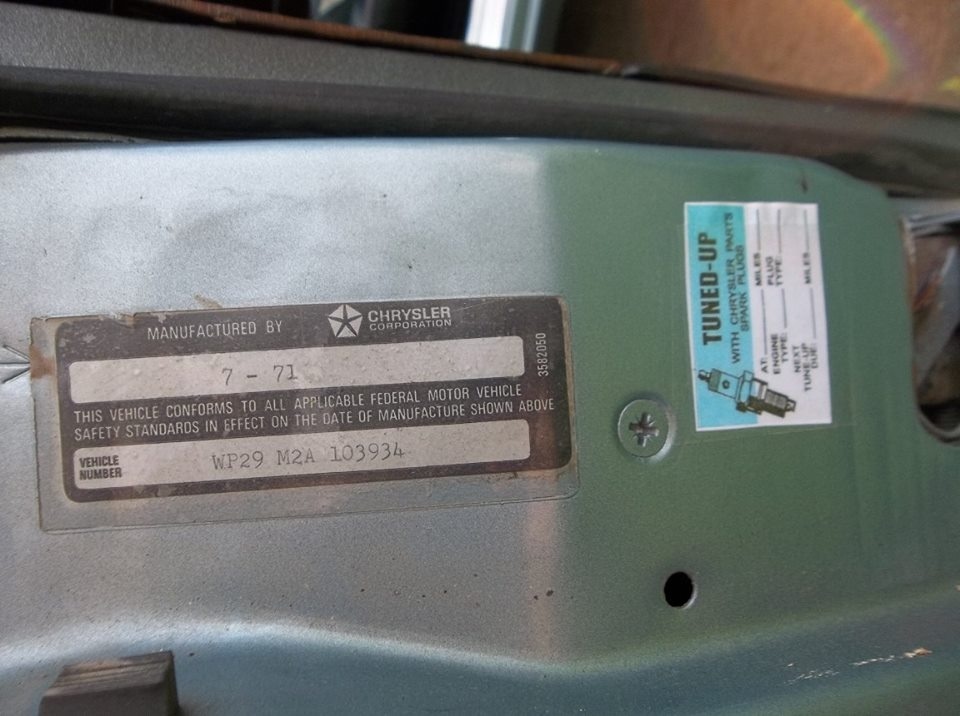 MANUFACTURED BY CHRYSLER CORPORATION
7 - 71
3582050
THIS VEHICLE CONFORMS TO ALL APPLICABLE FEDERAL MOTOR VEHICLE
SAFETY STANDARDS IN EFFECT ON THE DATE OF MANUFACTURE SHOWN ABOVE
VEHICLE
NUMBER
WP29 M2A 103934
TUNED-UP
WITH CHRYSLER PARTS
SPARK PLUGS
AT: MILES
ENGINE TYPE: PLUG TYPE
NEXT
TUNE-UP
DUE: MILES